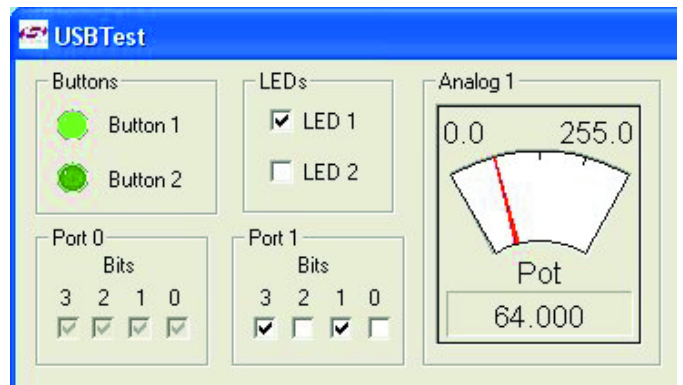 USBTest
Buttons
Button 1
Button 2
LEDs
LED 1
LED 2
Analog 1
0.0 255.0
Pot
64.000
Port 0
Bits
3 2 1 0
Port 1
Bits
3 2 1 0